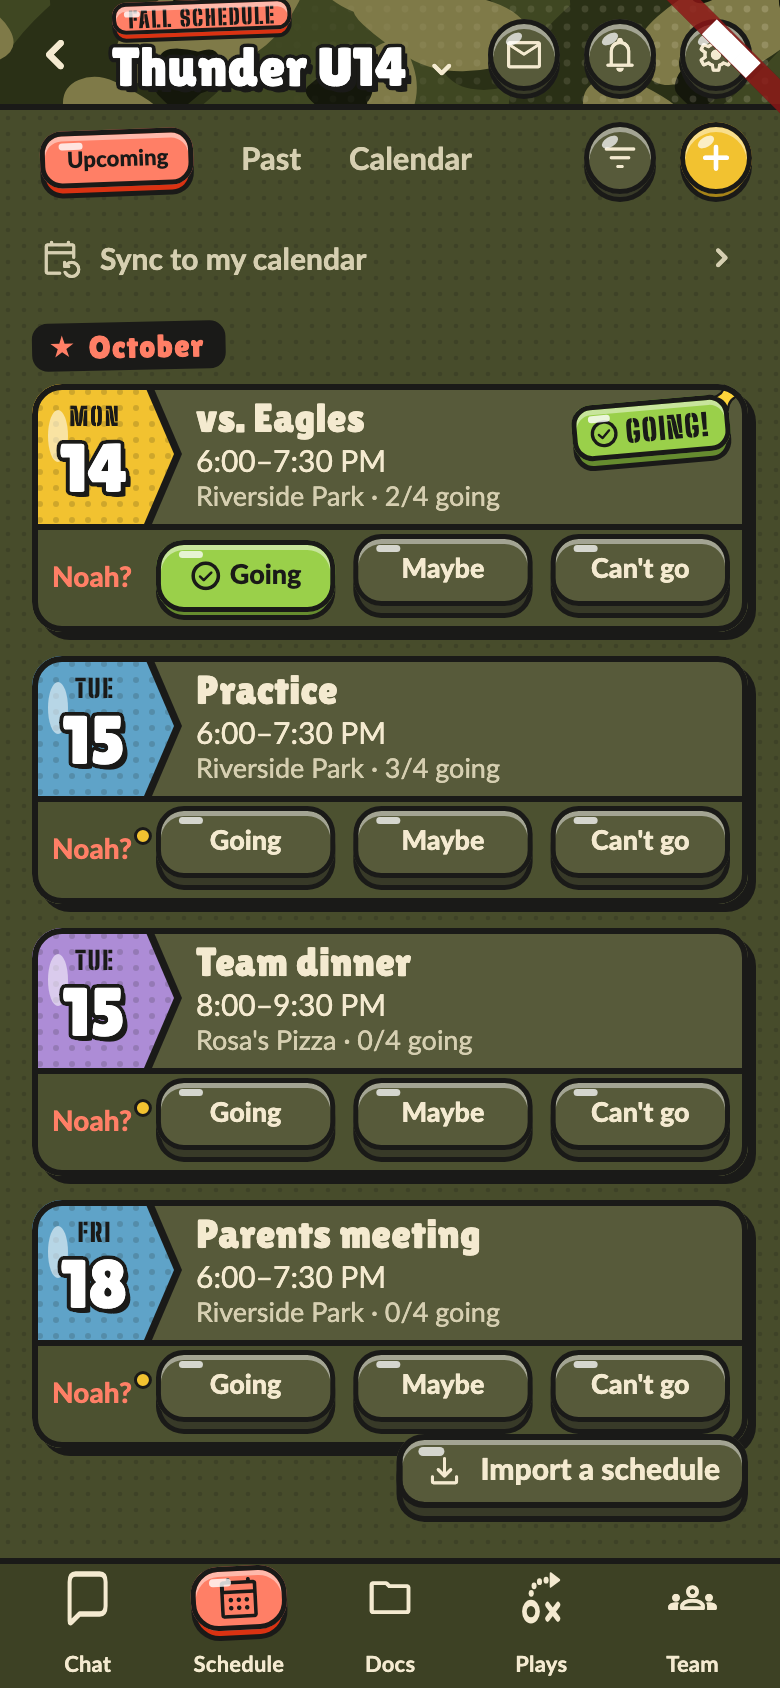 FALL SCHEDULE
Thunder U14
Upcoming
Past
Calendar
Sync to my calendar
★ October
MON
14
vs. Eagles
6:00–7:30 PM
Riverside Park · 2/4 going
GOING!
Noah?
Going
Maybe
Can't go
TUE
15
Practice
6:00–7:30 PM
Riverside Park · 3/4 going
Noah?
Going
Maybe
Can't go
TUE
15
Team dinner
8:00–9:30 PM
Rosa's Pizza · 0/4 going
Noah?
Going
Maybe
Can't go
FRI
18
Parents meeting
6:00–7:30 PM
Riverside Park · 0/4 going
Noah?
Going
Maybe
Can't go
Import a schedule
Chat
Schedule
Docs
Plays
Team